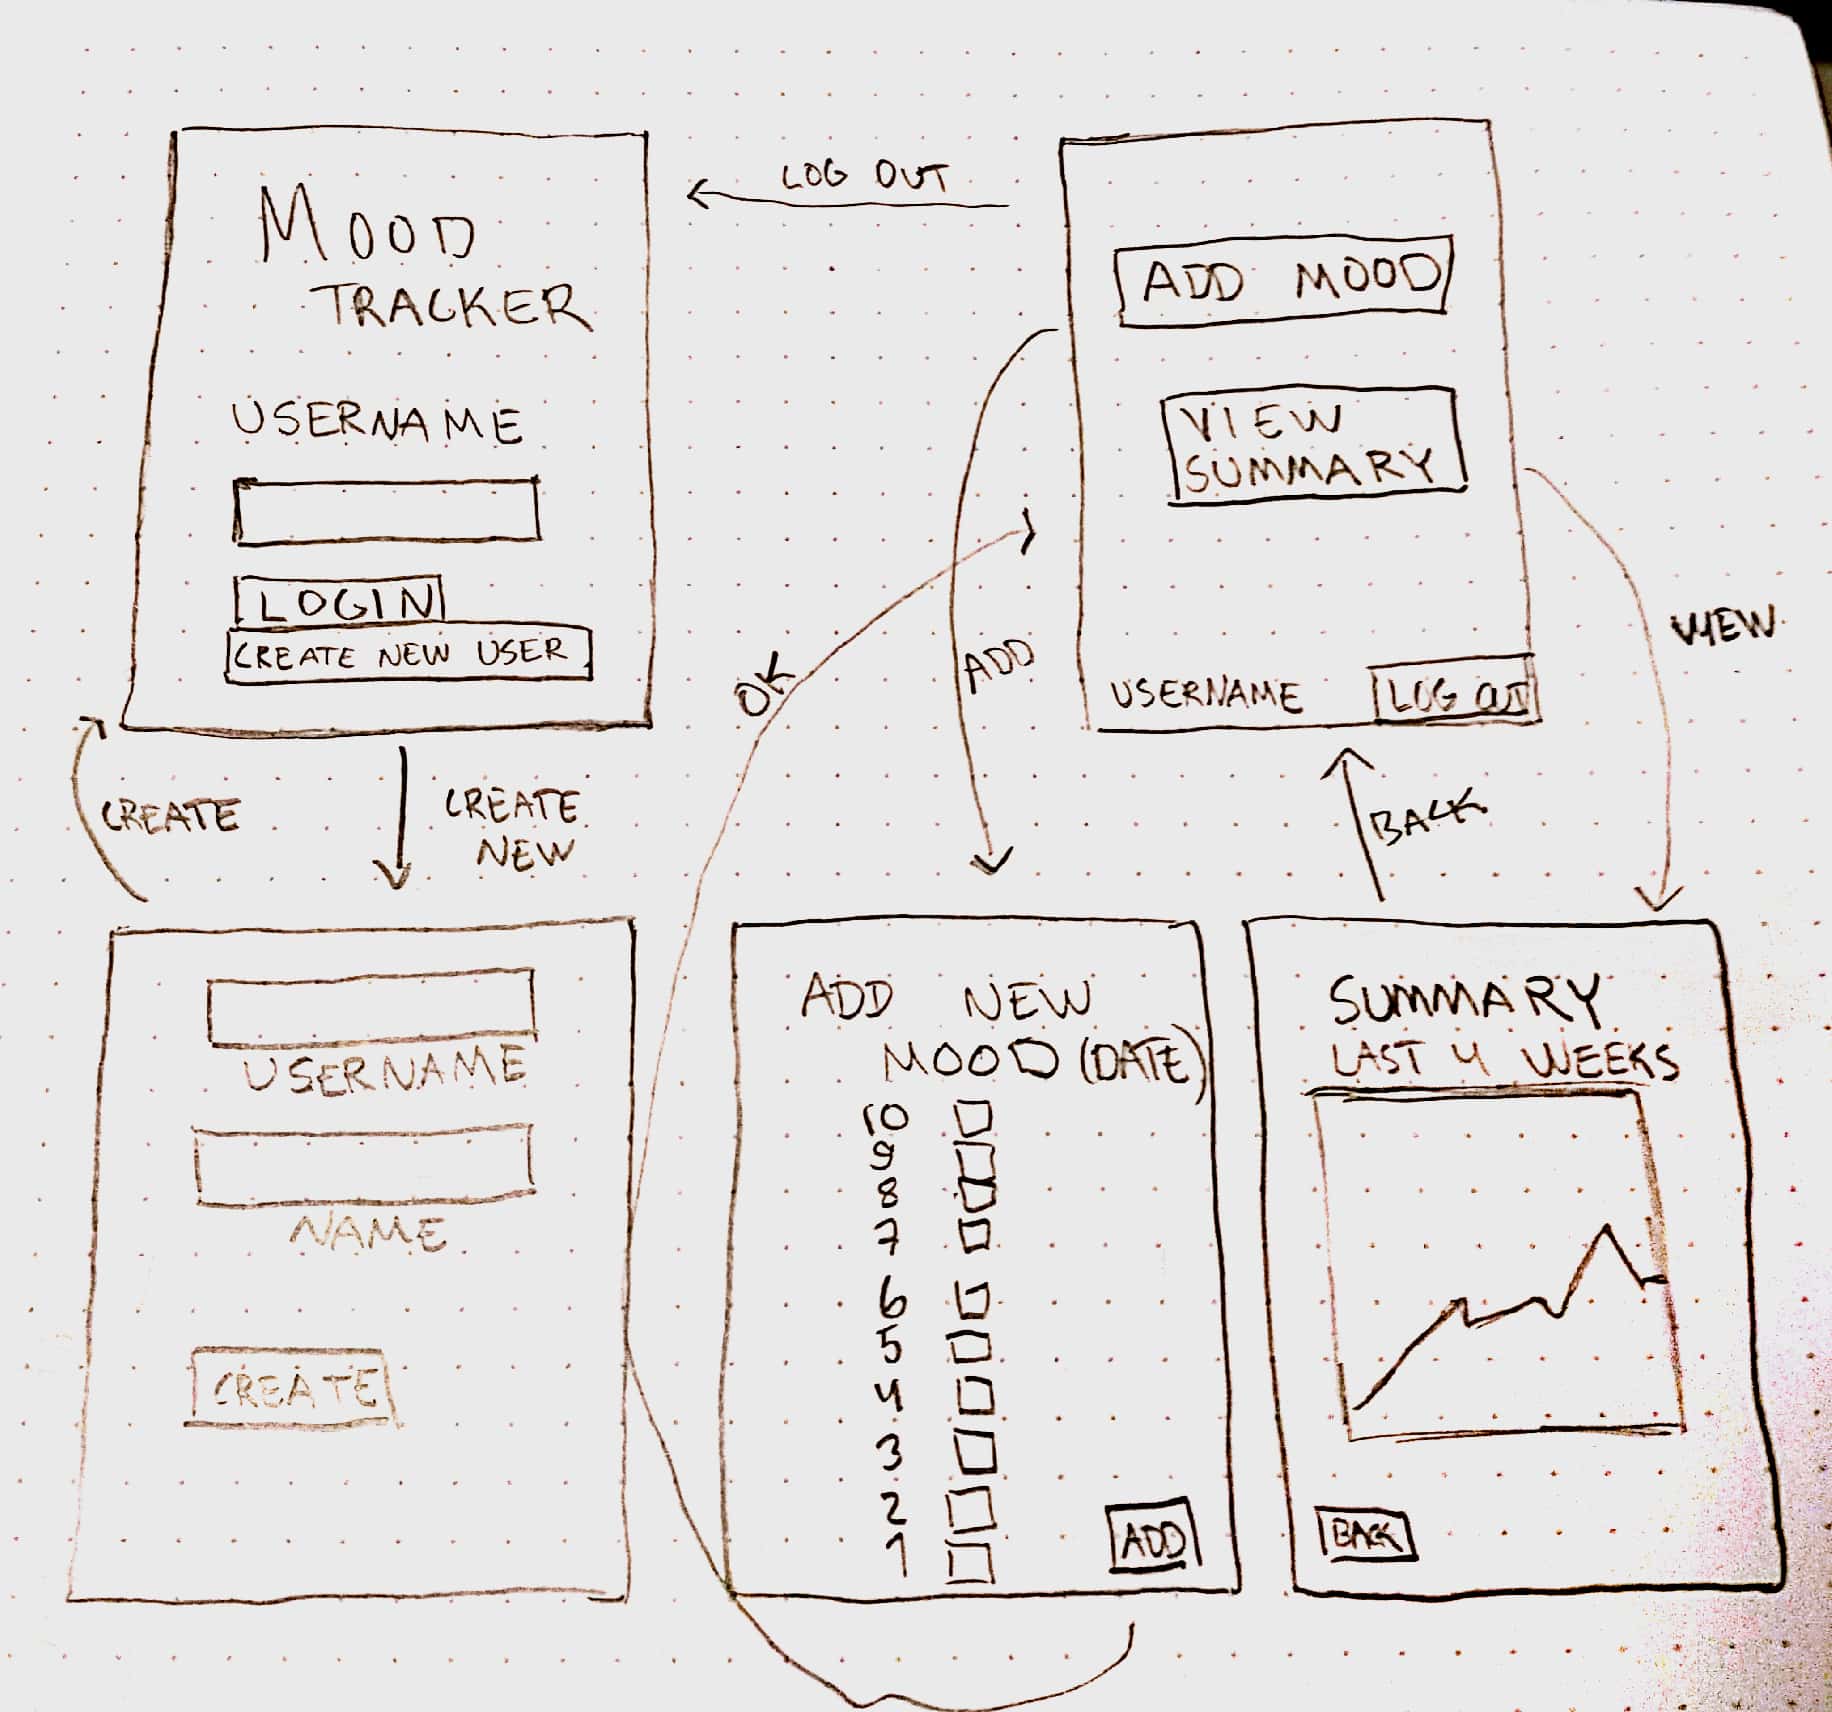 MOOD
TRACKER
USERNAME
LOGIN
CREATE NEW USER
LOG OUT
ADD MOOD
VIEW
SUMMARY
USERNAME
LOG OUT
OK
ADD
VIEW
CREATE
CREATE
NEW
BACK
USERNAME
NAME
CREATE
ADD NEW
MOOD (DATE)
10
9
8
7
6
5
4
3
2
1
ADD
SUMMARY
LAST 4 WEEKS
BACK